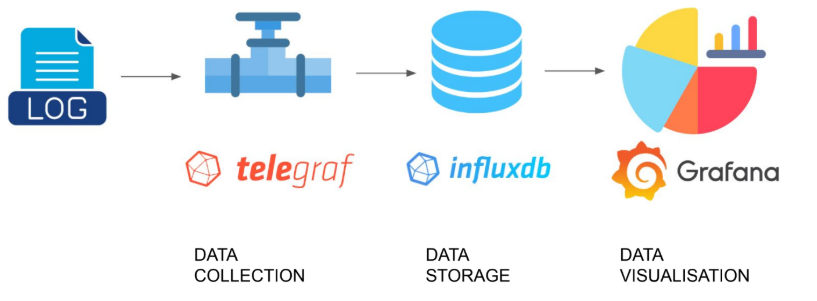 LOG
telegraf
influxdb
Grafana
DATA
COLLECTION
DATA
STORAGE
DATA
VISUALISATION